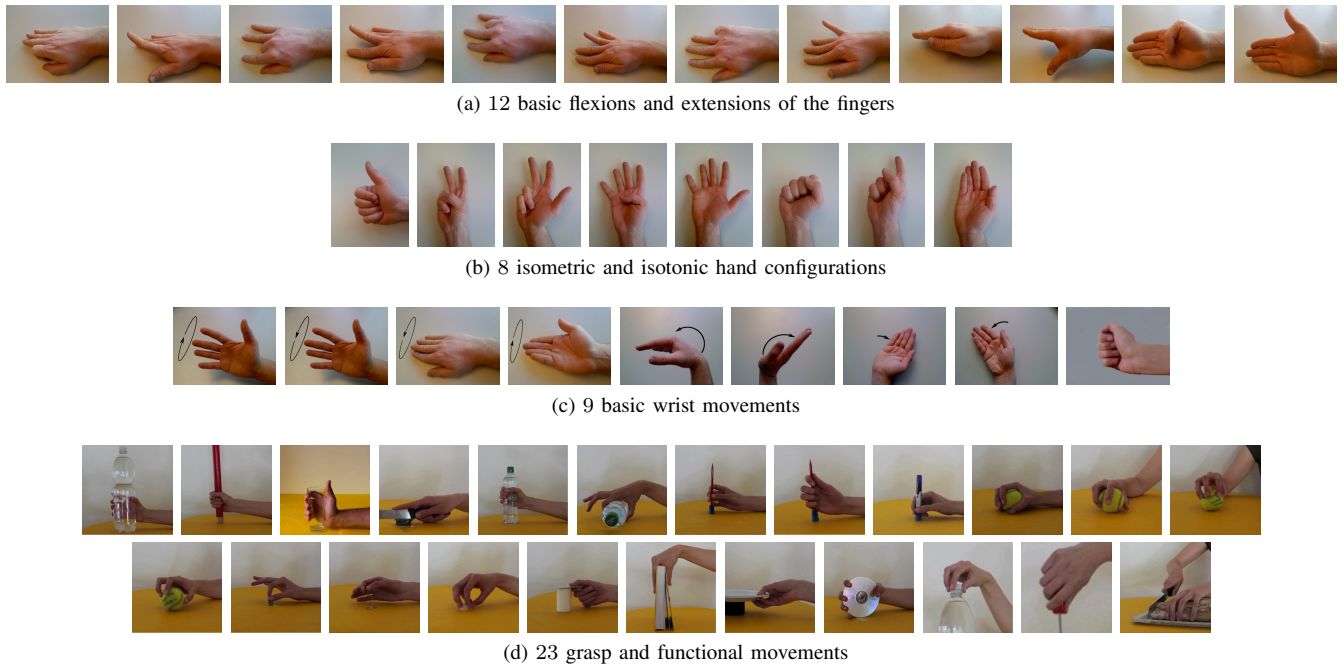 (a) 12 basic flexions and extensions of the fingers
(b) 8 isometric and isotonic hand configurations
(c) 9 basic wrist movements
(d) 23 grasp and functional movements